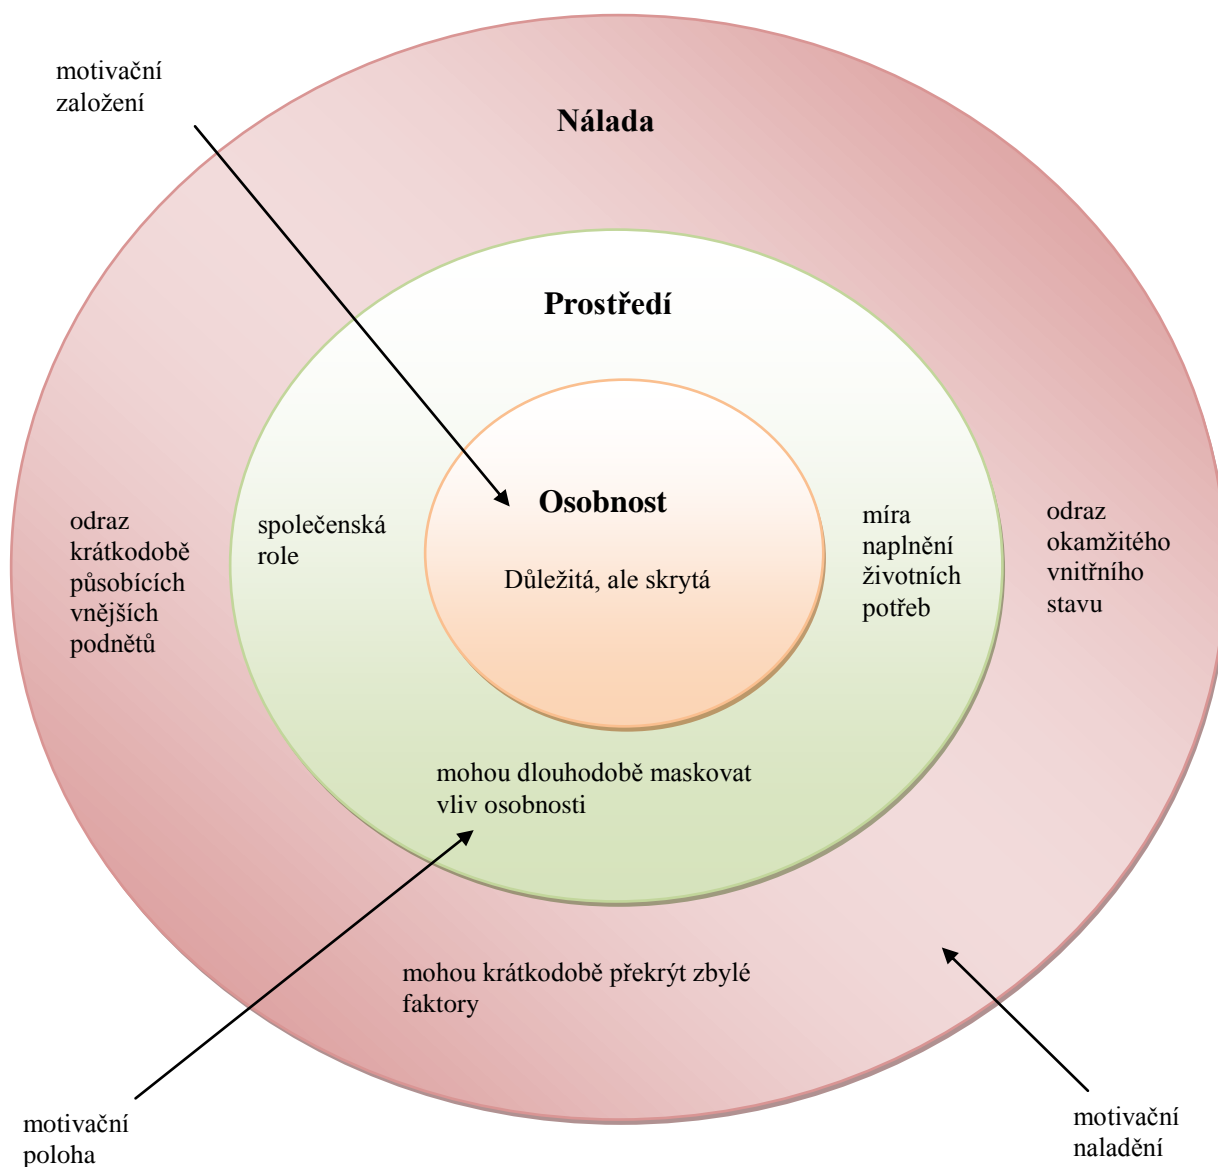 motivační
založení
Nálada
Prostředí
Osobnost
Důležitá, ale skrytá
odraz
krátkodobě
působících
vnějších
podnětů
společenská
role
míra
naplnění
životních
potřeb
odraz
okamžitého
vnitřního
stavu
mohou dlouhodobě maskovat
vliv osobnosti
mohou krátkodobě překrýt zbylé
faktory
motivační
poloha
motivační
naladění